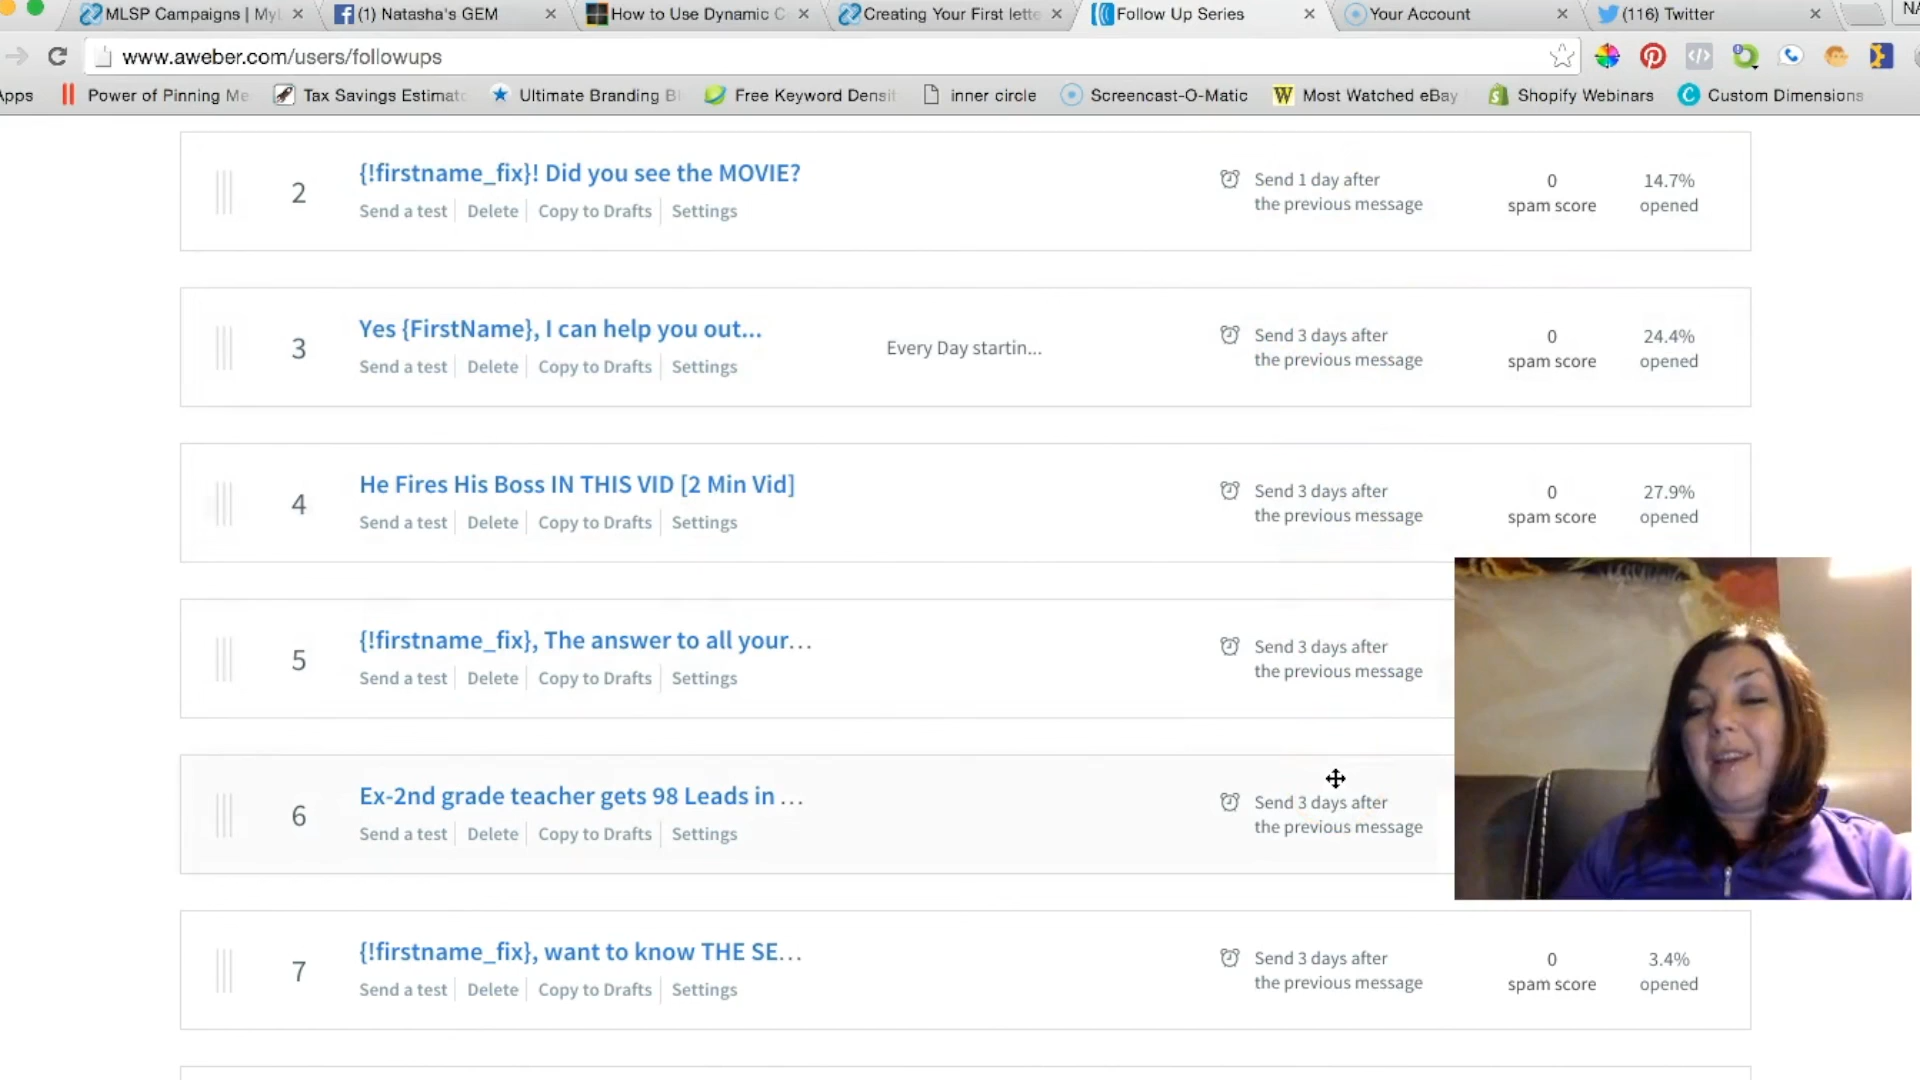 MLSP Campaigns | MyL
(1) Natasha's GEM
How to Use Dynamic C
Creating Your First lette
Follow Up Series
Your Account
(116) Twitter
NA
www.aweber.com/users/followups
Apps
Power of Pinning Me
Tax Savings Estimat
Ultimate Branding B
Free Keyword Densi
inner circle
Screencast-O-Matic
Most Watched eBay
Shopify Webinars
Custom Dimensions
2
{!firstname_fix}! Did you see the MOVIE?
Send a test
Delete
Copy to Drafts
Settings
Send 1 day after
the previous message
0
spam score
14.7%
opened
3
Yes {FirstName}, I can help you out...
Send a test
Delete
Copy to Drafts
Settings
Every Day startin...
Send 3 days after
the previous message
0
spam score
24.4%
opened
4
He Fires His Boss IN THIS VID [2 Min Vid]
Send a test
Delete
Copy to Drafts
Settings
Send 3 days after
the previous message
0
spam score
27.9%
opened
5
{!firstname_fix}, The answer to all your...
Send a test
Delete
Copy to Drafts
Settings
Send 3 days after
the previous message
6
Ex-2nd grade teacher gets 98 Leads in ...
Send a test
Delete
Copy to Drafts
Settings
Send 3 days after
the previous message
7
{!firstname_fix}, want to know THE SE...
Send a test
Delete
Copy to Drafts
Settings
Send 3 days after
the previous message
0
spam score
3.4%
opened